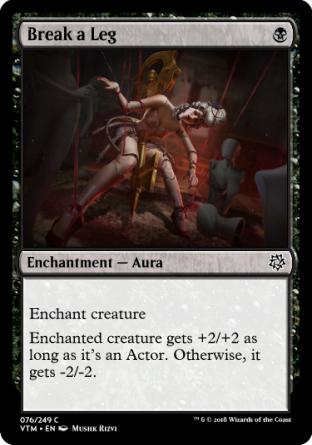 Break a Leg
Enchantment — Aura
Enchant creature
Enchanted creature gets +2/+2 as
long as it's an Actor. Otherwise, it
gets -2/-2.
076/249 C
VTM • EN Mushk Rizvi
™ & © 2018 Wizards of the Coast